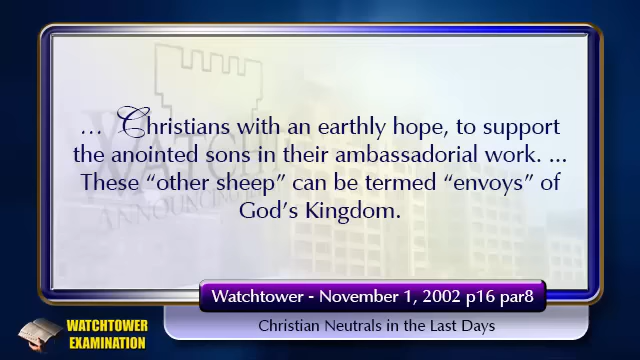 ... Christians with an earthly hope, to support
the anointed sons in their ambassadorial work. ...
These “other sheep” can be termed “envoys” of
God’s Kingdom.
WATCH
ANNOUNCING
Watchtower - November 1, 2002 p16 par8
Christian Neutrals in the Last Days
WATCHTOWER
EXAMINATION